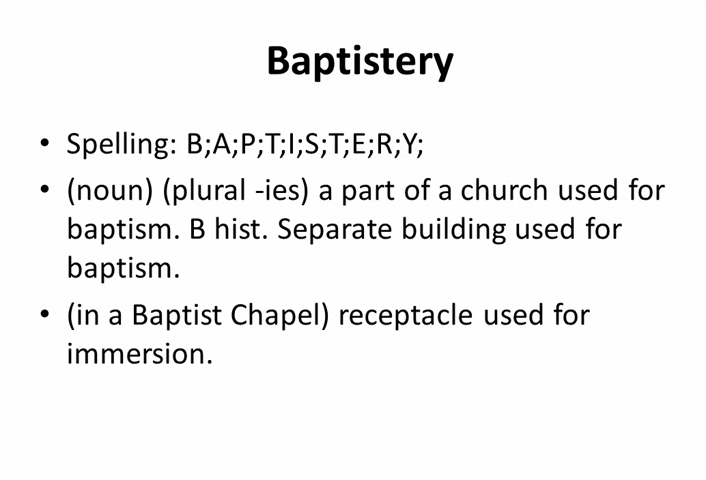 Baptistery
• Spelling: B;A;P;T;I;S;T;E;R;Y;
• (noun) (plural -ies) a part of a church used for
baptism. B hist. Separate building used for
baptism.
• (in a Baptist Chapel) receptacle used for
immersion.